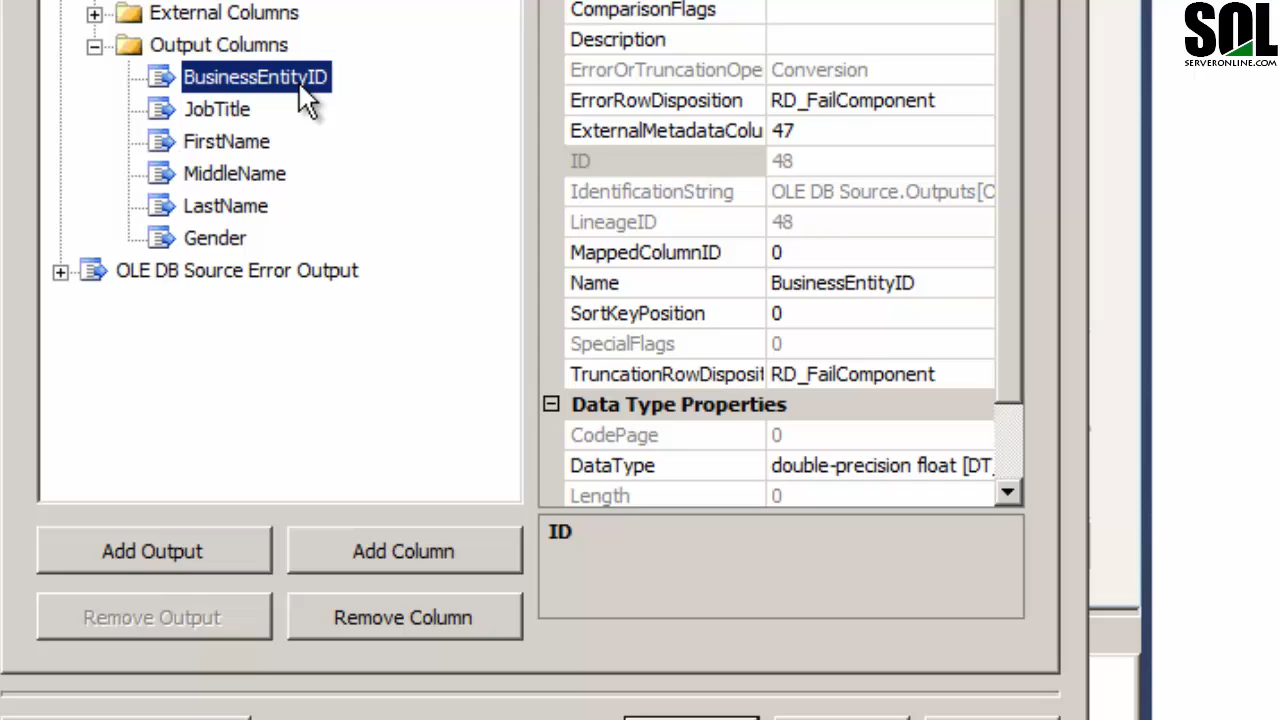 SQL
SERVERONLINE.COM
External Columns
Output Columns
BusinessEntityID
JobTitle
FirstName
MiddleName
LastName
Gender
OLE DB Source Error Output
Add Output
Add Column
Remove Output
Remove Column
ComparisonFlags
Description
ErrorOrTruncationOpe Conversion
ErrorRowDisposition RD_FailComponent
ExternalMetadataColu 47
ID 48
IdentificationString OLE DB Source.Outputs[O
LineageID 48
MappedColumnID 0
Name BusinessEntityID
SortKeyPosition 0
SpecialFlags 0
TruncationRowDisposit RD_FailComponent
Data Type Properties
CodePage 0
DataType double-precision float [DT_
Length 0
ID